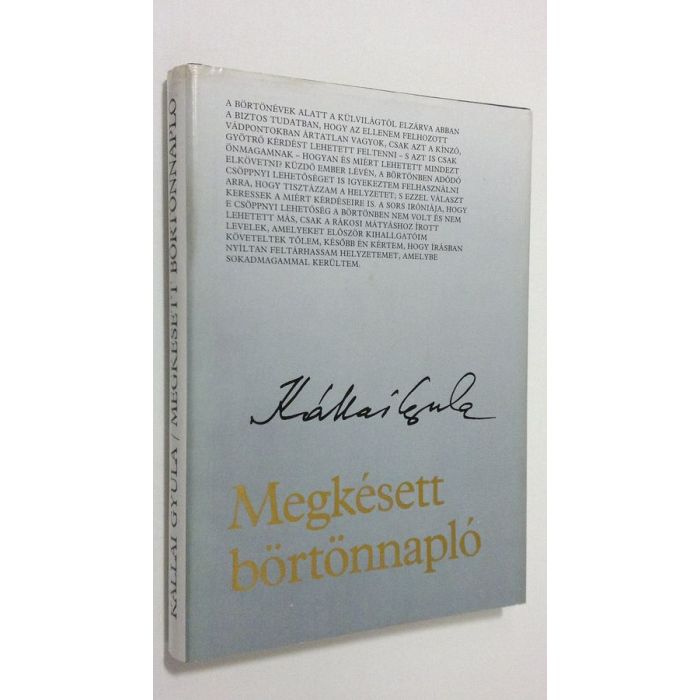 A BÖRTÖNÉVEK ALATT A KÜLVILÁGTÓL ELZÁRVA ABBAN
A BIZTOS TUDATBAN, HOGY AZ ELLENEM FELHOZOTT
VÁDPONTOKBAN ÁRTATLAN VAGYOK, CSAK AZT A KÍNZÓ,
GYÖTRŐ KÉRDÉST LEHETETT FELTENNI – S AZT IS CSAK
ÖNMAGAMNAK – HOGYAN ÉS MIÉRT LEHETETT MINDEZT
ELKÖVETNI? KÜZDŐ EMBER LÉVÉN, A BÖRTÖNBEN ADÓDÓ
CSÖPPNYI LEHETŐSÉGET IS IGYEKEZTEM FELHASZNÁLNI
ARRA, HOGY TISZTÁZZAM A HELYZETET; S EZZEL VÁLASZT
KERESSEK A MIÉRT KÉRDÉSEIRE IS. A SORS IRÓNIÁJA, HOGY
E CSÖPPNYI LEHETŐSÉG A BÖRTÖNBEN NEM VOLT ÉS NEM
LEHETETT MÁS, CSAK A RÁKOSI MÁTYÁSHOZ ÍROTT
LEVELEK, AMELYEKET ELŐSZÖR KIHALLGATÓIM
KÖVETELTEK TŐLEM, KÉSŐBB ÉN KÉRTEM, HOGY ÍRÁSBAN
NYÍLTAN FELTÁRHASSAM HELYZETEMET, AMELYBE
SOKADMAGAMMAL KERÜLTEM.
Kállai Gyula
Megkésett
börtönnapló
KÁLLAI GYULA / MEGKÉSETT BÖRTÖNNAPLÓ